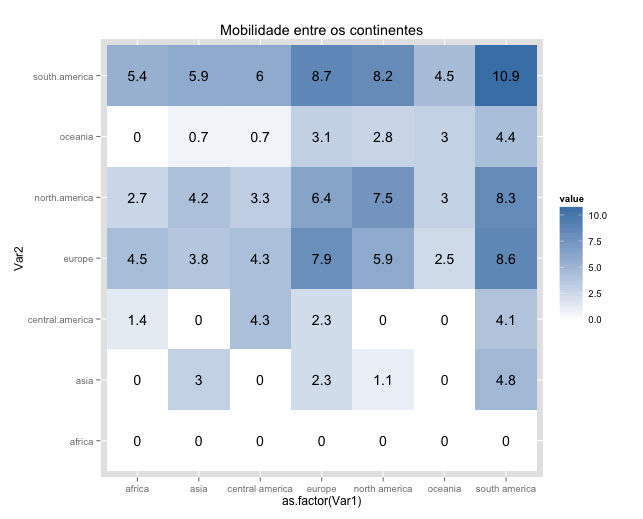 Mobilidade entre os continentes
south.america 5.4 5.9 6 8.7 8.2 4.5 10.9
oceania 0 0.7 0.7 3.1 2.8 3 4.4
north.america 2.7 4.2 3.3 6.4 7.5 3 8.3
europe 4.5 3.8 4.3 7.9 5.9 2.5 8.6
central.america 1.4 0 4.3 2.3 0 0 4.1
asia 0 3 0 2.3 1.1 0 4.8
africa 0 0 0 0 0 0 0
africa asia central america europe north america oceania south america
as.factor(Var1)
Var2
value
10.0
7.5
5.0
2.5
0.0